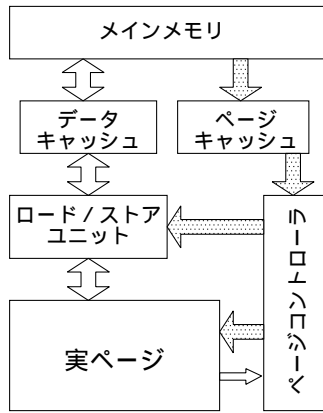 メインメモリ
データ
キャッシュ
ページ
キャッシュ
ロード/ストア
ユニット
ページコントローラ
実ページ